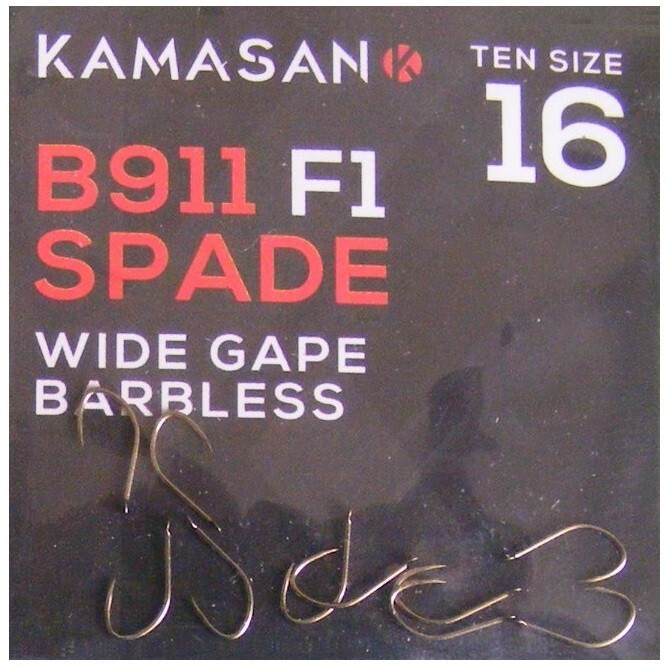 KAMASAN K
TEN SIZE
16
B911 F1
SPADE
WIDE GAPE
BARBLESS